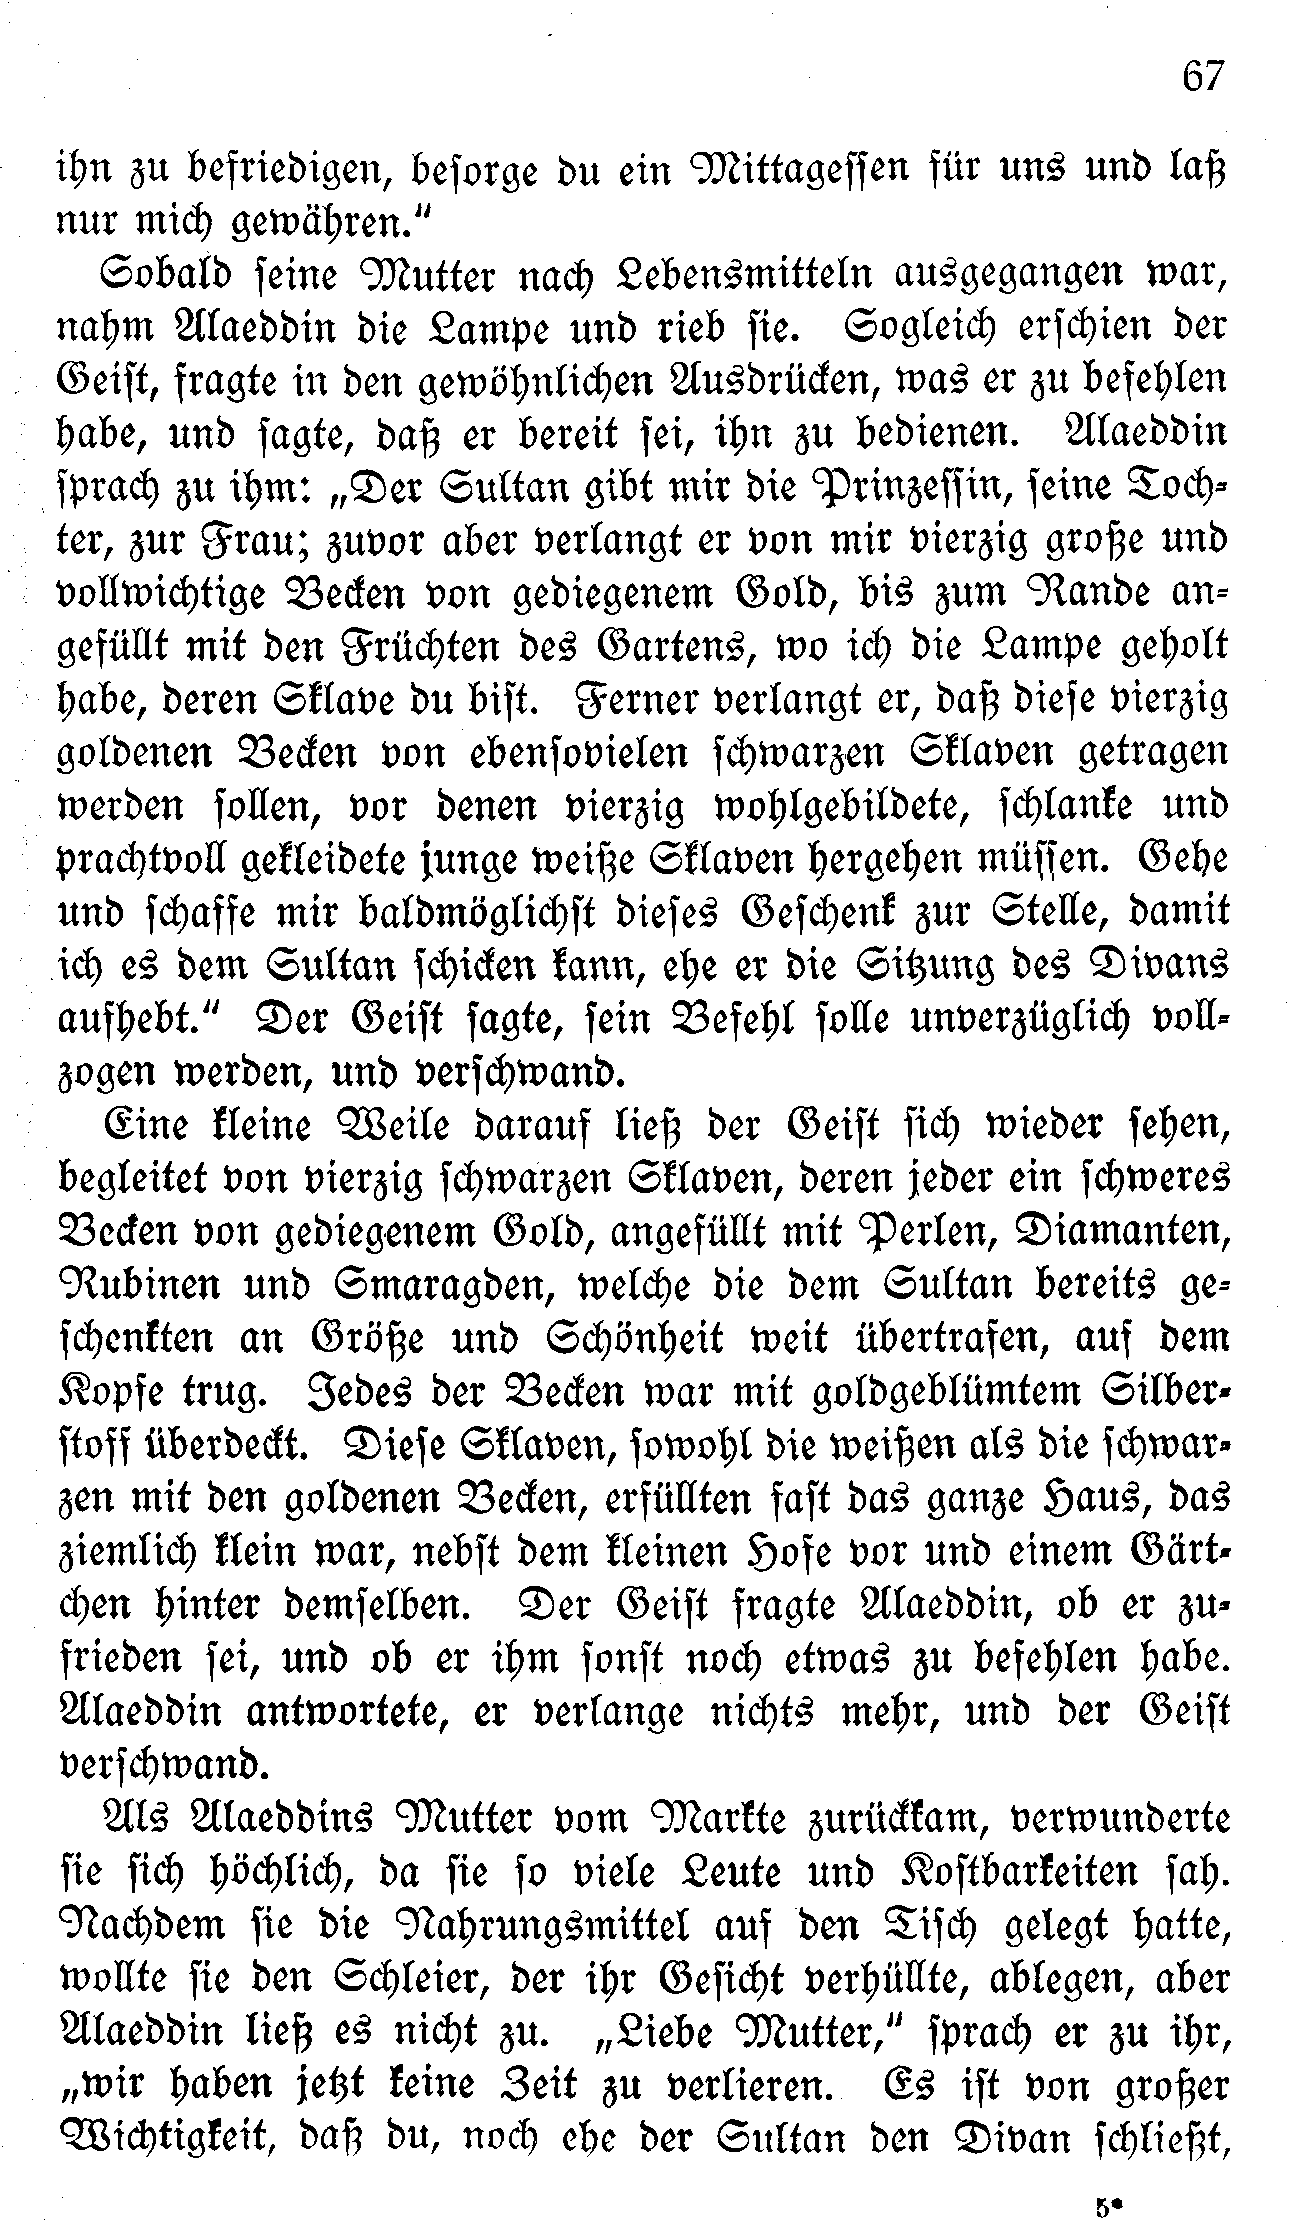 67
ihn zu befriedigen, besorge du ein Mittagessen für uns und laß
nur mich gewähren.“
Sobald seine Mutter nach Lebensmitteln ausgegangen war,
nahm Alaeddin die Lampe und rieb sie. Sogleich erschien der
Geist, fragte in den gewöhnlichen Ausdrücken, was er zu befehlen
habe, und sagte, daß er bereit sei, ihn zu bedienen. Alaeddin
sprach zu ihm: „Der Sultan gibt mir die Prinzessin, seine Toch-
ter, zur Frau; zuvor aber verlangt er von mir vierzig große und
vollwichtige Becken von gediegenem Gold, bis zum Rande an-
gefüllt mit den Früchten des Gartens, wo ich die Lampe geholt
habe, deren Sklave du bist. Ferner verlangt er, daß diese vierzig
goldenen Becken von ebensovielen schwarzen Sklaven getragen
werden sollen, vor denen vierzig wohlgebildete, schlanke und
prachtvoll gekleidete junge weiße Sklaven hergehen müssen. Gehe
und schaffe mir baldmöglichst dieses Geschenk zur Stelle, damit
ich es dem Sultan schicken kann, ehe er die Sitzung des Divans
aufhebt.“ Der Geist sagte, sein Befehl solle unverzüglich voll-
zogen werden, und verschwand.
Eine kleine Weile darauf ließ der Geist sich wieder sehen,
begleitet von vierzig schwarzen Sklaven, deren jeder ein schweres
Becken von gediegenem Gold, angefüllt mit Perlen, Diamanten,
Rubinen und Smaragden, welche die dem Sultan bereits ge-
schenkten an Größe und Schönheit weit übertrafen, auf dem
Kopfe trug. Jedes der Becken war mit goldgeblümtem Silber-
stoff überdeckt. Diese Sklaven, sowohl die weißen als die schwar-
zen mit den goldenen Becken, erfüllten fast das ganze Haus, das
ziemlich klein war, nebst dem kleinen Hofe vor und einem Gärt-
chen hinter demselben. Der Geist fragte Alaeddin, ob er zu-
frieden sei, und ob er ihm sonst noch etwas zu befehlen habe.
Alaeddin antwortete, er verlange nichts mehr, und der Geist
verschwand.
Als Alaeddins Mutter vom Markte zurückkam, verwunderte
sie sich höchlich, da sie so viele Leute und Kostbarkeiten sah.
Nachdem sie die Nahrungsmittel auf den Tisch gelegt hatte,
wollte sie den Schleier, der ihr Gesicht verhüllte, ablegen, aber
Alaeddin ließ es nicht zu. „Liebe Mutter,“ sprach er zu ihr,
„wir haben jetzt keine Zeit zu verlieren. Es ist von großer
Wichtigkeit, daß du, noch ehe der Sultan den Divan schließt,
5*